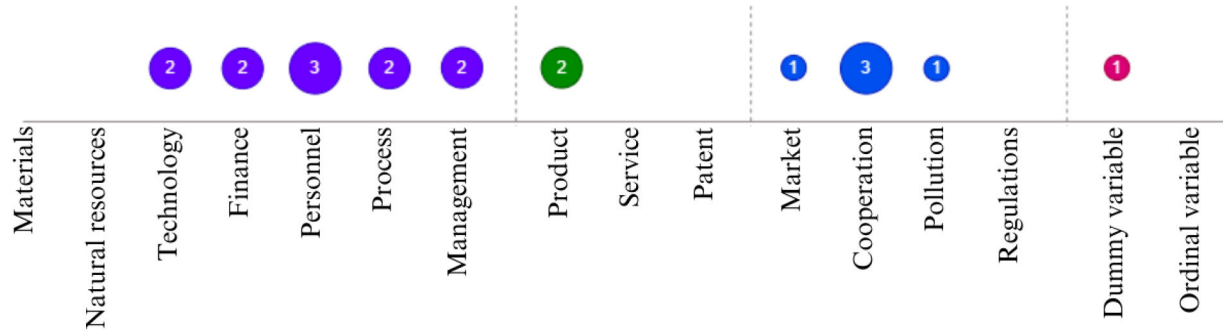 2 2 3 2 2 2 1 3 1 1
Materials
Natural resources
Technology
Finance
Personnel
Process
Management
Product
Service
Patent
Market
Cooperation
Pollution
Regulations
Dummy variable
Ordinal variable